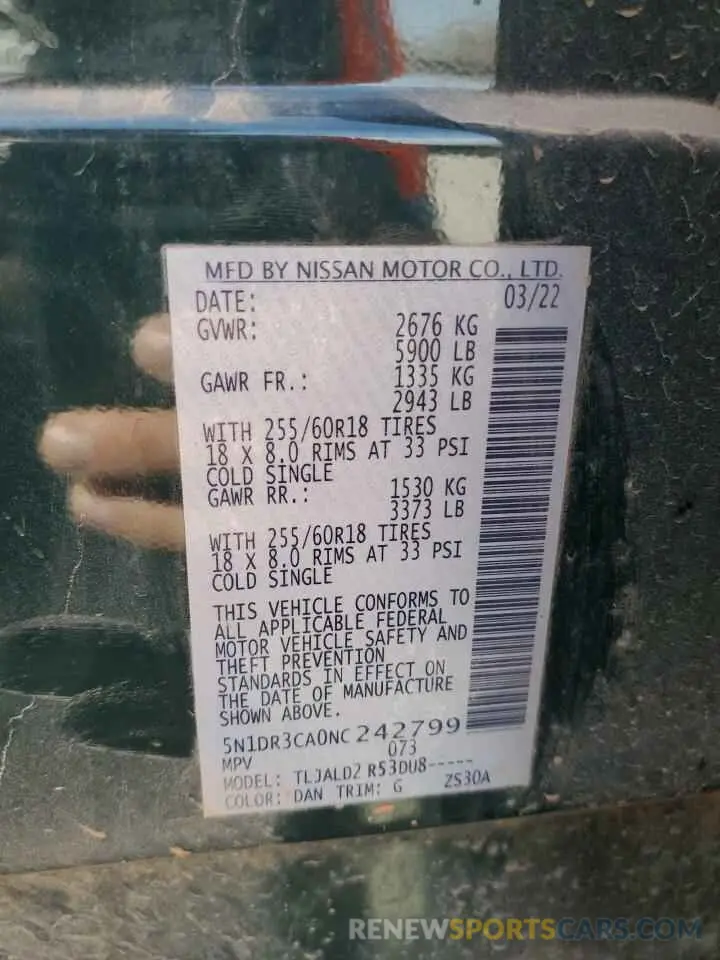 MFD BY NISSAN MOTOR CO., LTD.
DATE: 03/22
GVWR: 2676 KG
5900 LB
GAWR FR.: 1335 KG
2943 LB
WITH 255/60R18 TIRES
18 X 8.0 RIMS AT 33 PSI
COLD SINGLE
GAWR RR.: 1530 KG
3373 LB
WITH 255/60R18 TIRES
18 X 8.0 RIMS AT 33 PSI
COLD SINGLE
THIS VEHICLE CONFORMS TO
ALL APPLICABLE FEDERAL
MOTOR VEHICLE SAFETY AND
THEFT PREVENTION
STANDARDS IN EFFECT ON
THE DATE OF MANUFACTURE
SHOWN ABOVE.
5N1DR3CA0NC242799
MPV 073
MODEL: TLJALD2 R53DU8-----
COLOR: DAN TRIM: G ZS30A
RENEWSPORTSCARS.COM